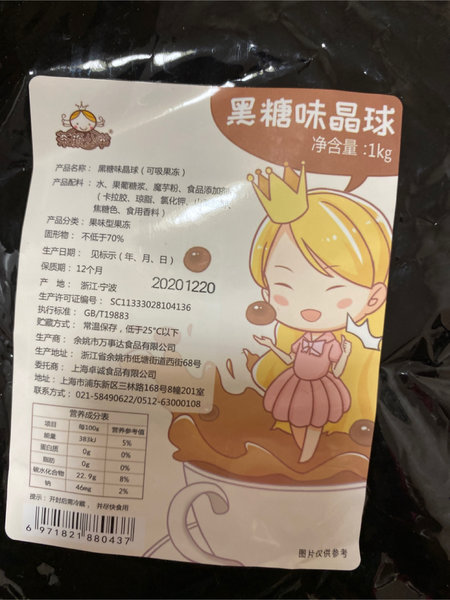 黑糖味晶球
净含量:1kg
产品名称: 黑糖味晶球(可吸果冻)
产品配料: 水、果葡糖浆、魔芋粉、食品添加剂
(卡拉胶、琼脂、氯化钾、山
焦糖色、食用香料)
产品分类: 果味型果冻
固形物: 不低于70%
生产日期: 见标示(年、月、日)
保质期: 12个月
20201220
产 地: 浙江·宁波
生产许可证编号: SC11333028104136
执行标准: GB/T19883
贮藏方式: 常温保存,低于25°C以下
生产商: 余姚市万事达食品有限公司
生产地址: 浙江省余姚市低塘街道西街68号
委托商: 上海卓诚食品有限公司
地址: 上海市浦东新区三林路168号8幢201室
联系方式: 021-58490622/0512-63000108
营养成分表
项目 每100g 营养参考值
能量 383kJ 5%
蛋白质 0g 0%
脂肪 0g 0%
碳水化合物 22.9g 8%
钠 46mg 2%
提示: 开封后需冷藏, 并尽快食用
6 971821 880437
图片仅供参考